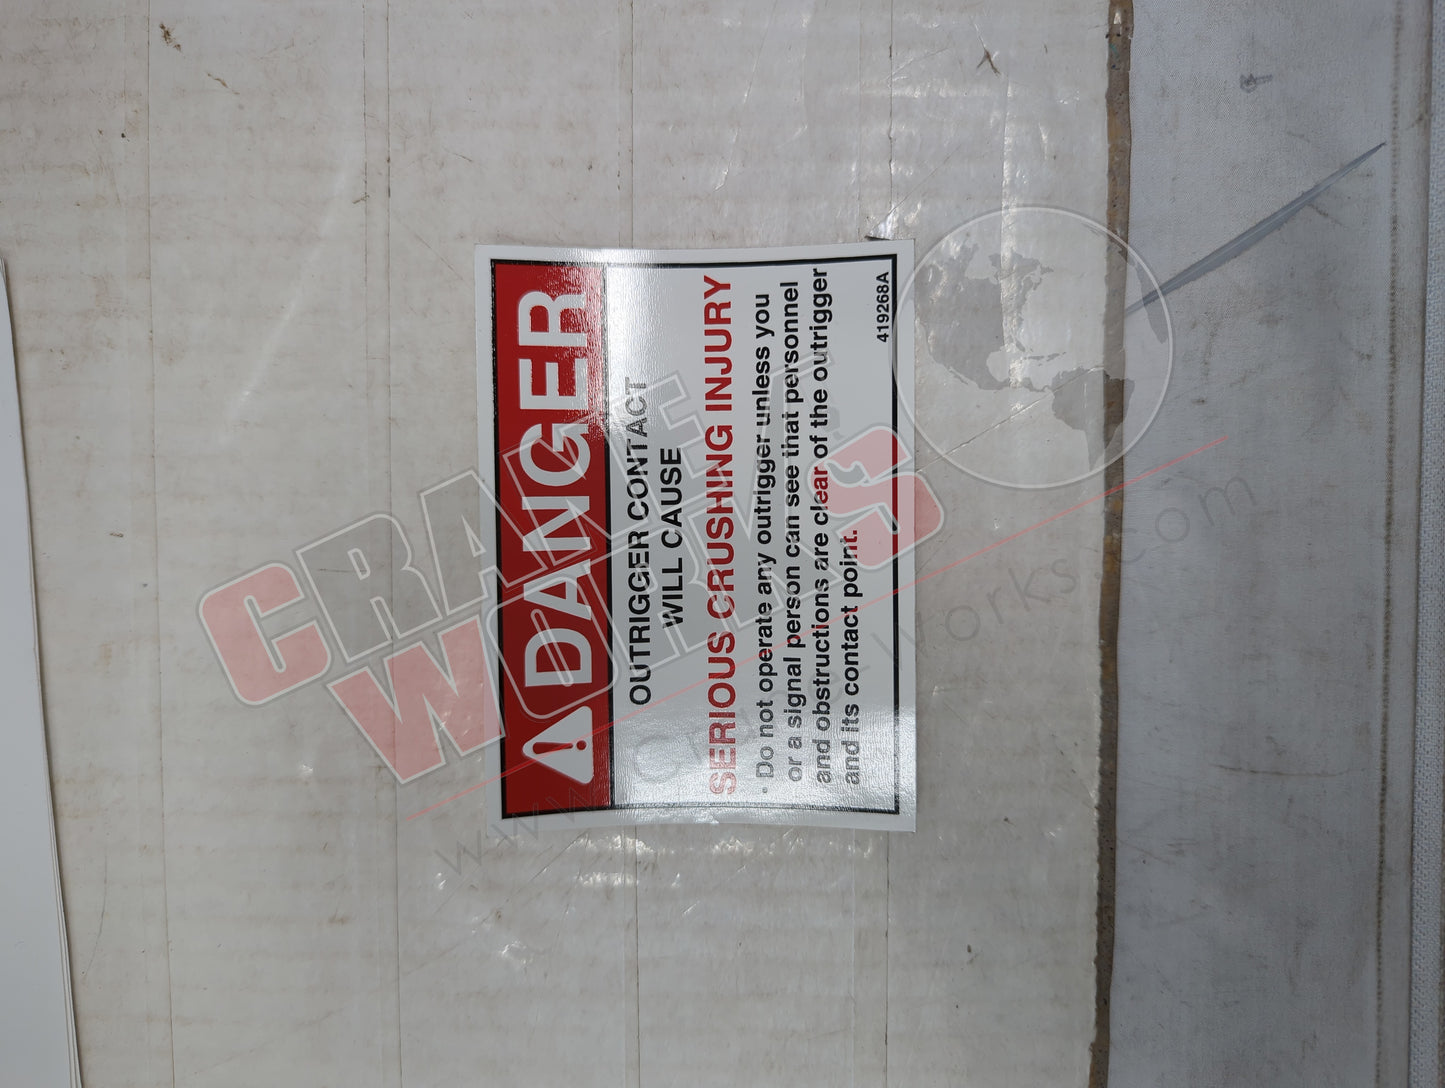 DANGER
OUTRIGGER CONTACT
WILL CAUSE
SERIOUS CRUSHING INJURY
· Do not operate any outrigger unless you
or a signal person can see that personnel
and obstructions are clear of the outrigger
and its contact point.
419268A
CRANE
WORKS
www.craneworks.com